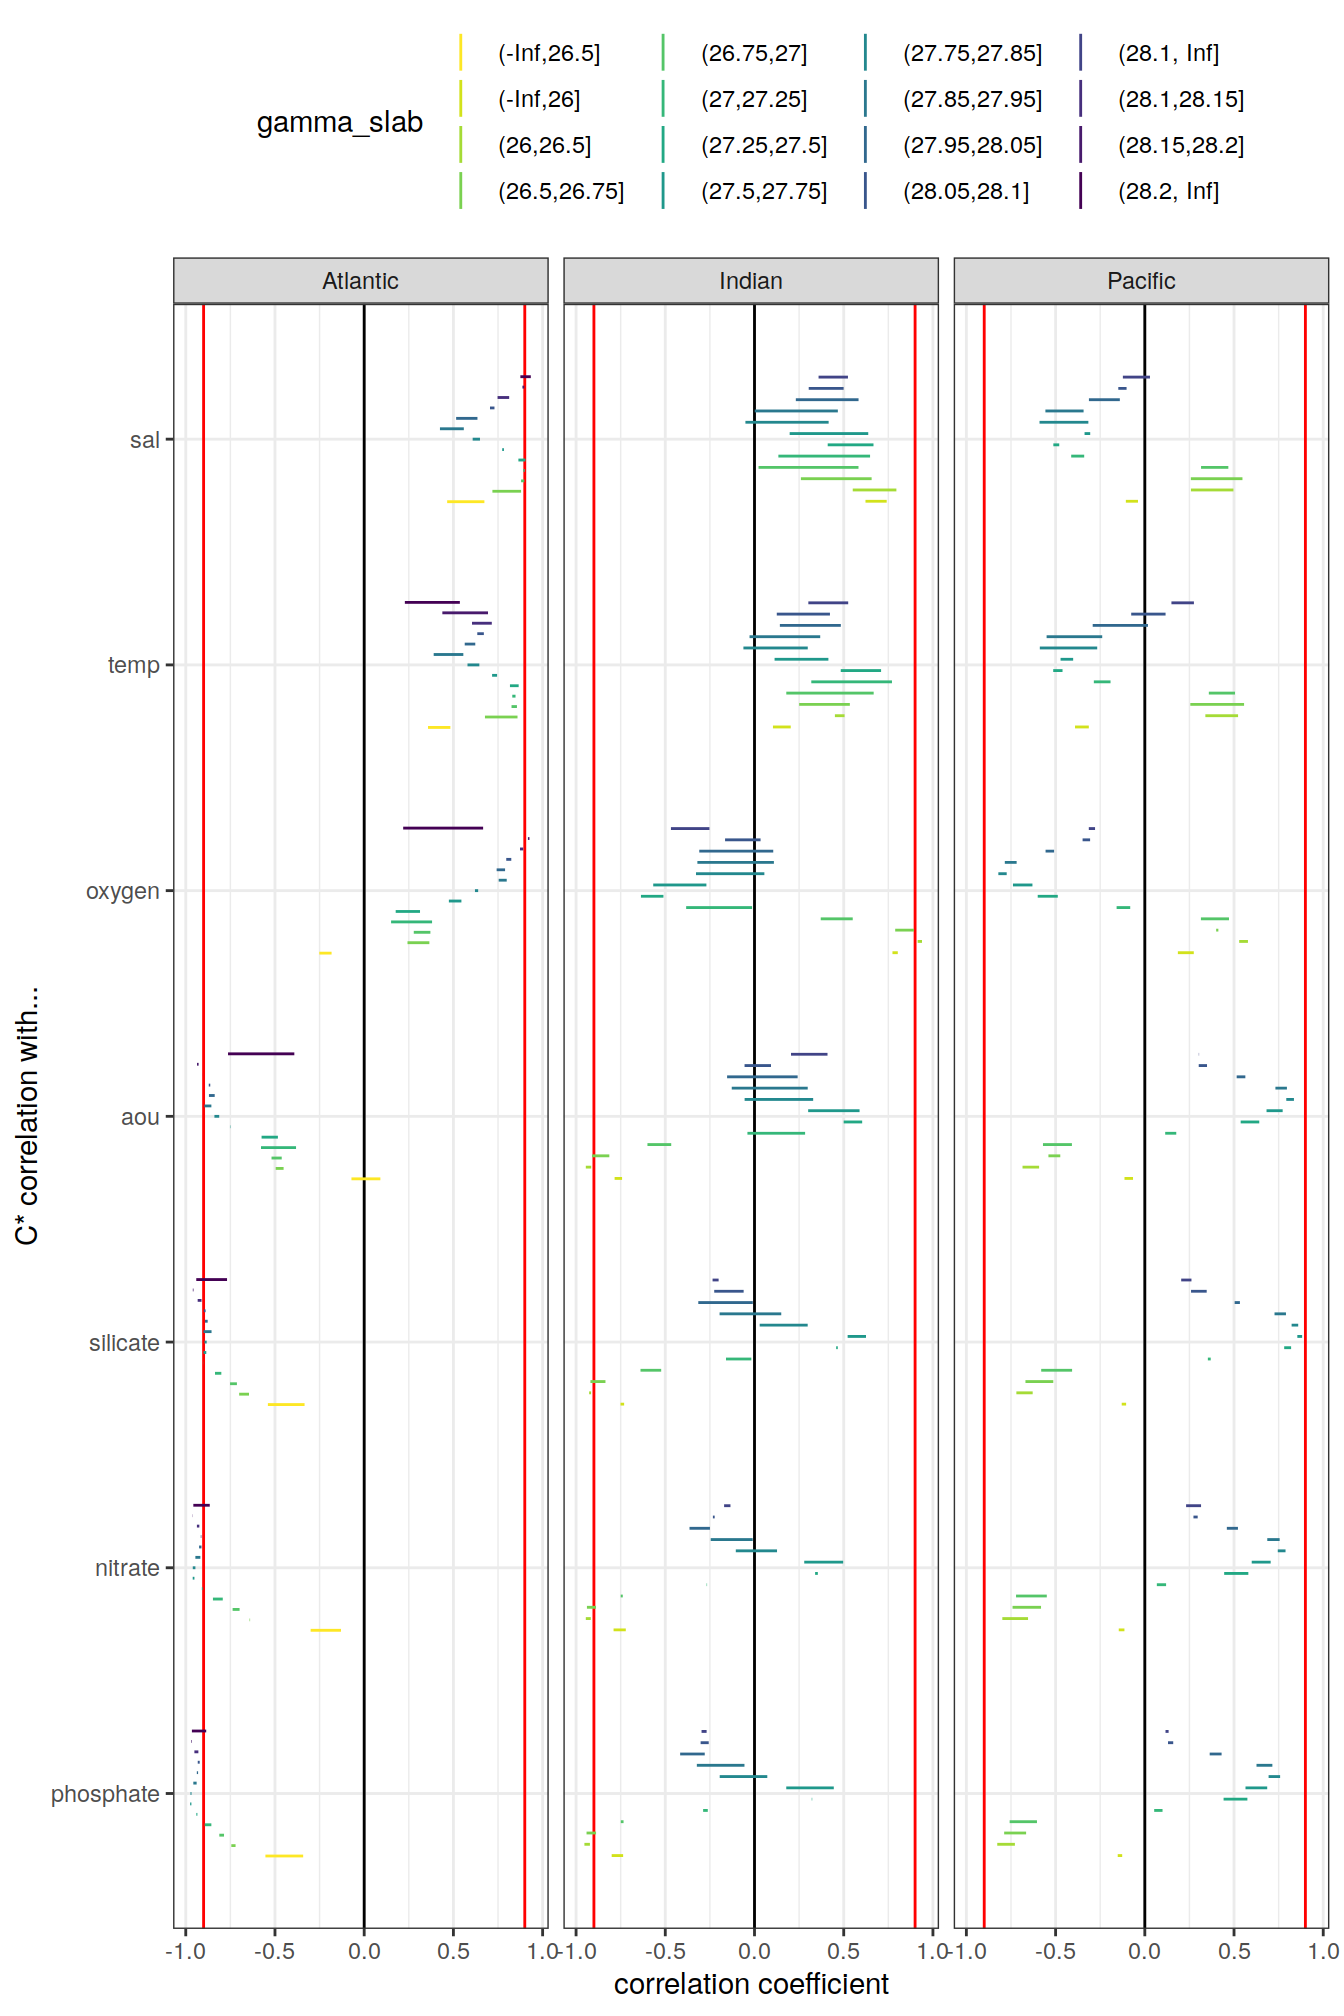 gamma_slab
(-Inf,26.5] (26.75,27] (27.75,27.85] (28.1, Inf]
(-Inf,26] (27,27.25] (27.85,27.95] (28.1,28.15]
(26,26.5] (27.25,27.5] (27.95,28.05] (28.15,28.2]
(26.5,26.75] (27.5,27.75] (28.05,28.1] (28.2, Inf]
Atlantic Indian Pacific
C* correlation with...
sal
temp
oxygen
aou
silicate
nitrate
phosphate
-1.0 -0.5 0.0 0.5 1.0 -1.0 -0.5 0.0 0.5 1.0 -1.0 -0.5 0.0 0.5 1.0
correlation coefficient